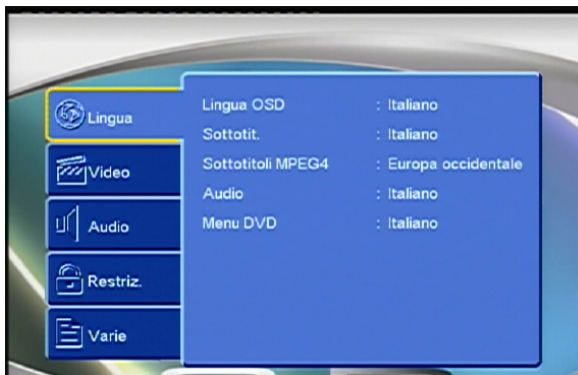 Lingua
Video
Audio
Restriz.
Varie
Lingua OSD : Italiano
Sottotit. : Italiano
Sottotitoli MPEG4 : Europa occidentale
Audio : Italiano
Menu DVD : Italiano